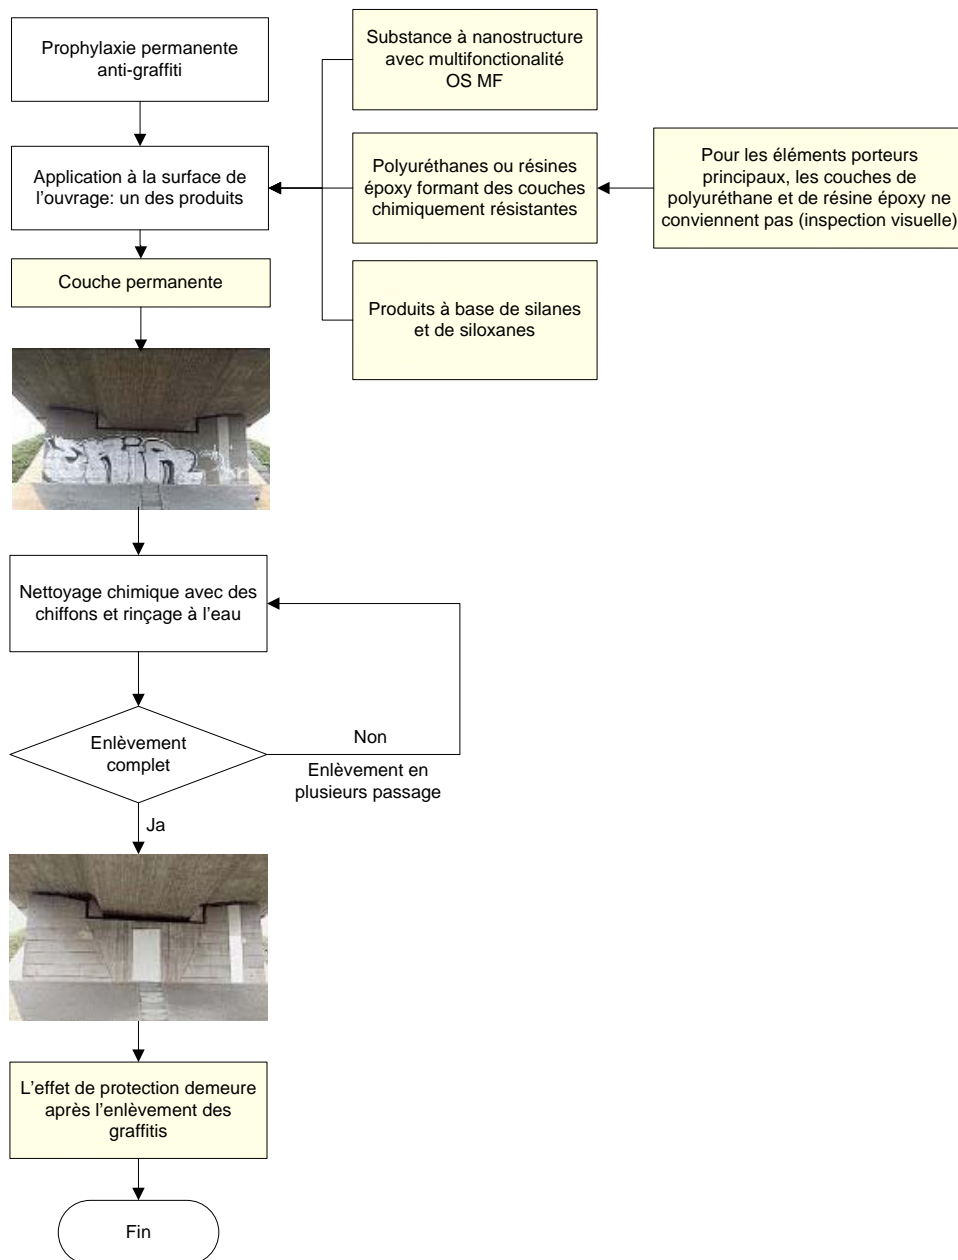 Prophylaxie permanente
anti-graffiti
Substance à nanostructure
avec multifonctionalité
OS MF
Application à la surface de
l’ouvrage: un des produits
Polyuréthanes ou résines
époxy formant des couches
chimiquement résistantes
Pour les éléments porteurs
principaux, les couches de
polyuréthane et de résine époxy ne
conviennent pas (inspection visuelle)
Couche permanente
Produits à base de silanes
et de siloxanes
Nettoyage chimique avec des
chiffons et rinçage à l’eau
Enlèvement
complet
Non
Enlèvement en
plusieurs passage
Ja
L’effet de protection demeure
après l’enlèvement des
graffitis
Fin